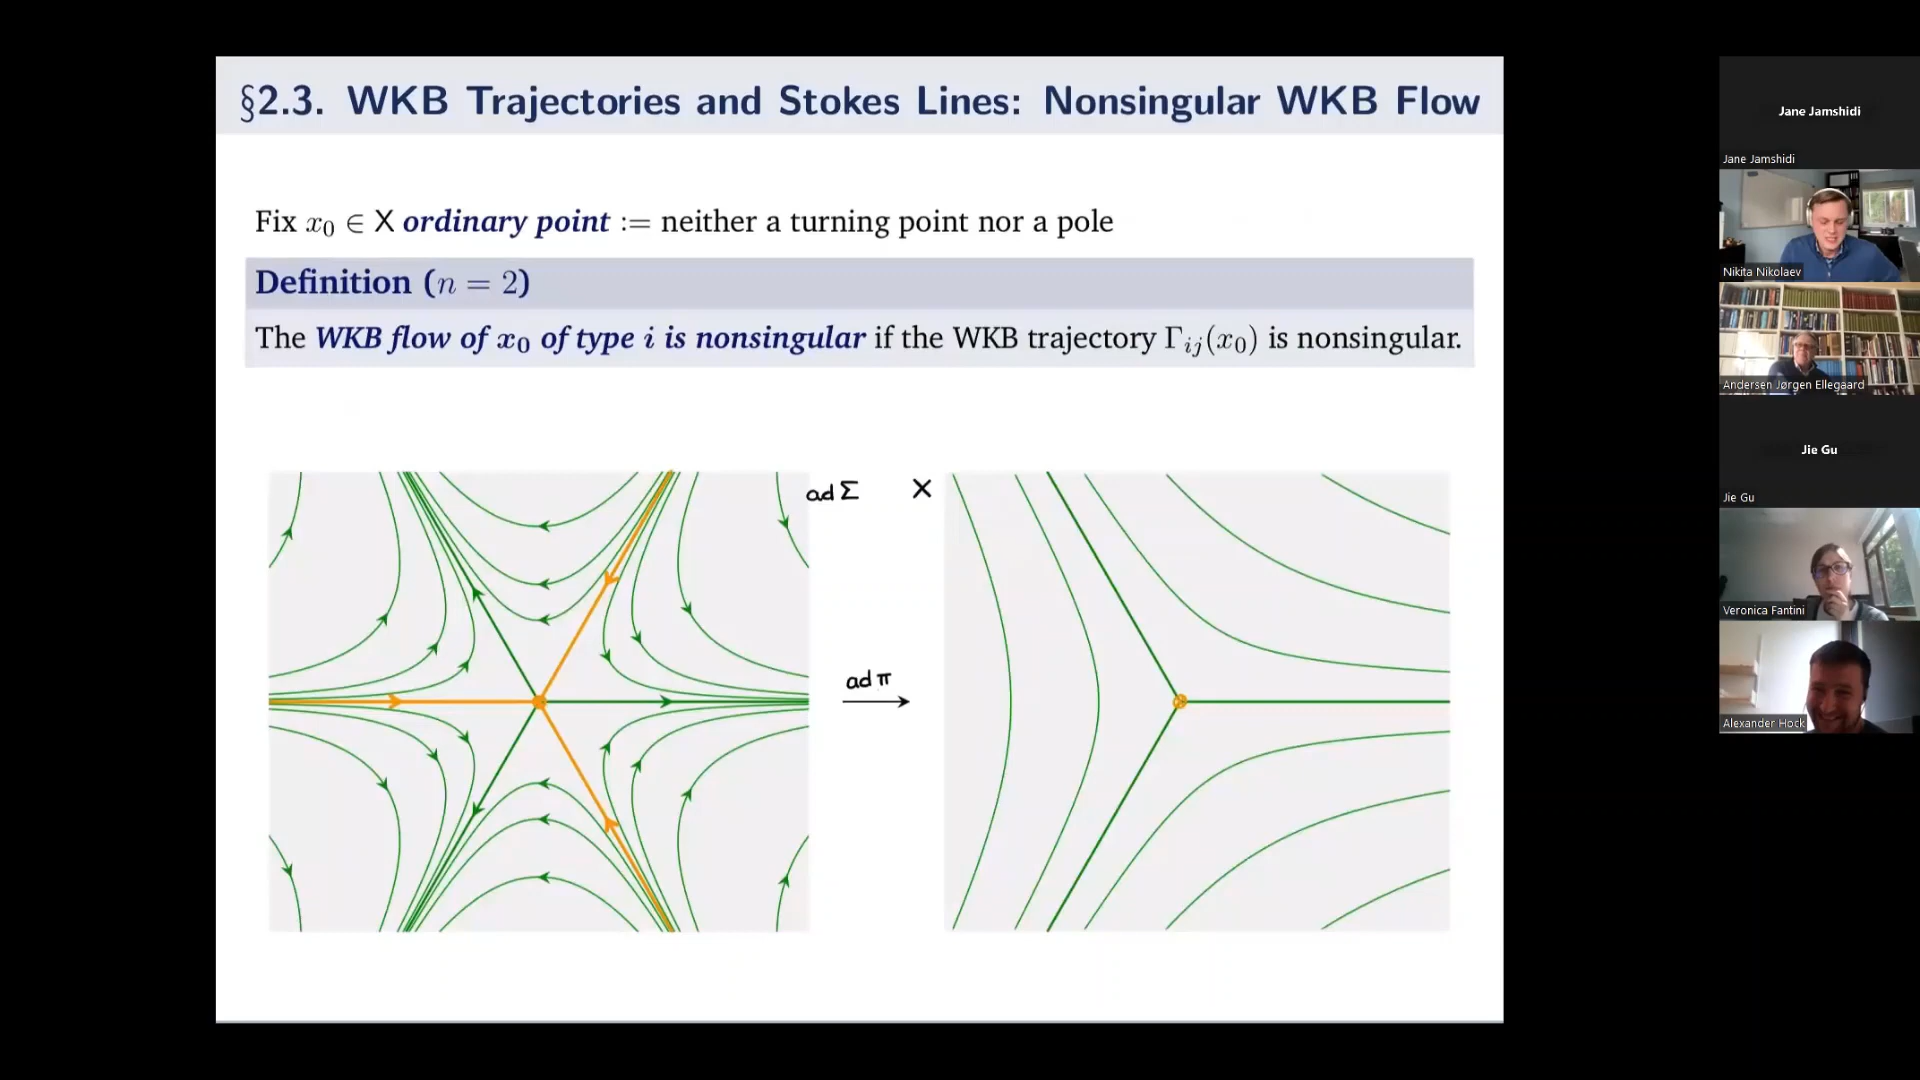 §2.3. WKB Trajectories and Stokes Lines: Nonsingular WKB Flow
Fix x₀ ∈ X ordinary point := neither a turning point nor a pole
Definition (n = 2)
The WKB flow of x₀ of type i is nonsingular if the WKB trajectory Γᵢⱼ(x₀) is nonsingular.
ad Σ
X
ad π
Jane Jamshidi
Jane Jamshidi
Nikita Nikolaev
Andersen Jørgen Ellegaard
Jie Gu
Jie Gu
Veronica Fantini
Alexander Hock